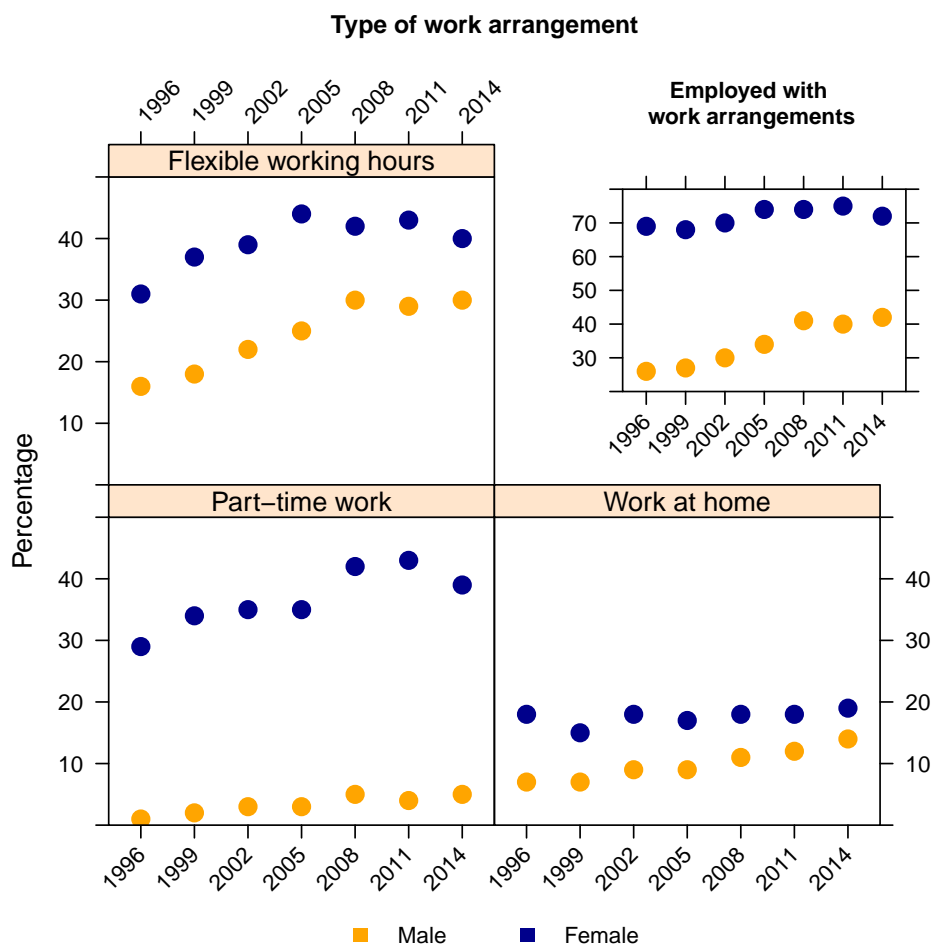 Type of work arrangement
1996 1999 2002 2005 2008 2011 2014
Employed with
work arrangements
Flexible working hours
40
30
20
10
70
60
50
40
30
1996 1999 2002 2005 2008 2011 2014
Percentage
Part−time work
Work at home
40
30
20
10
40
30
20
10
1996 1999 2002 2005 2008 2011 2014
1996 1999 2002 2005 2008 2011 2014
Male Female